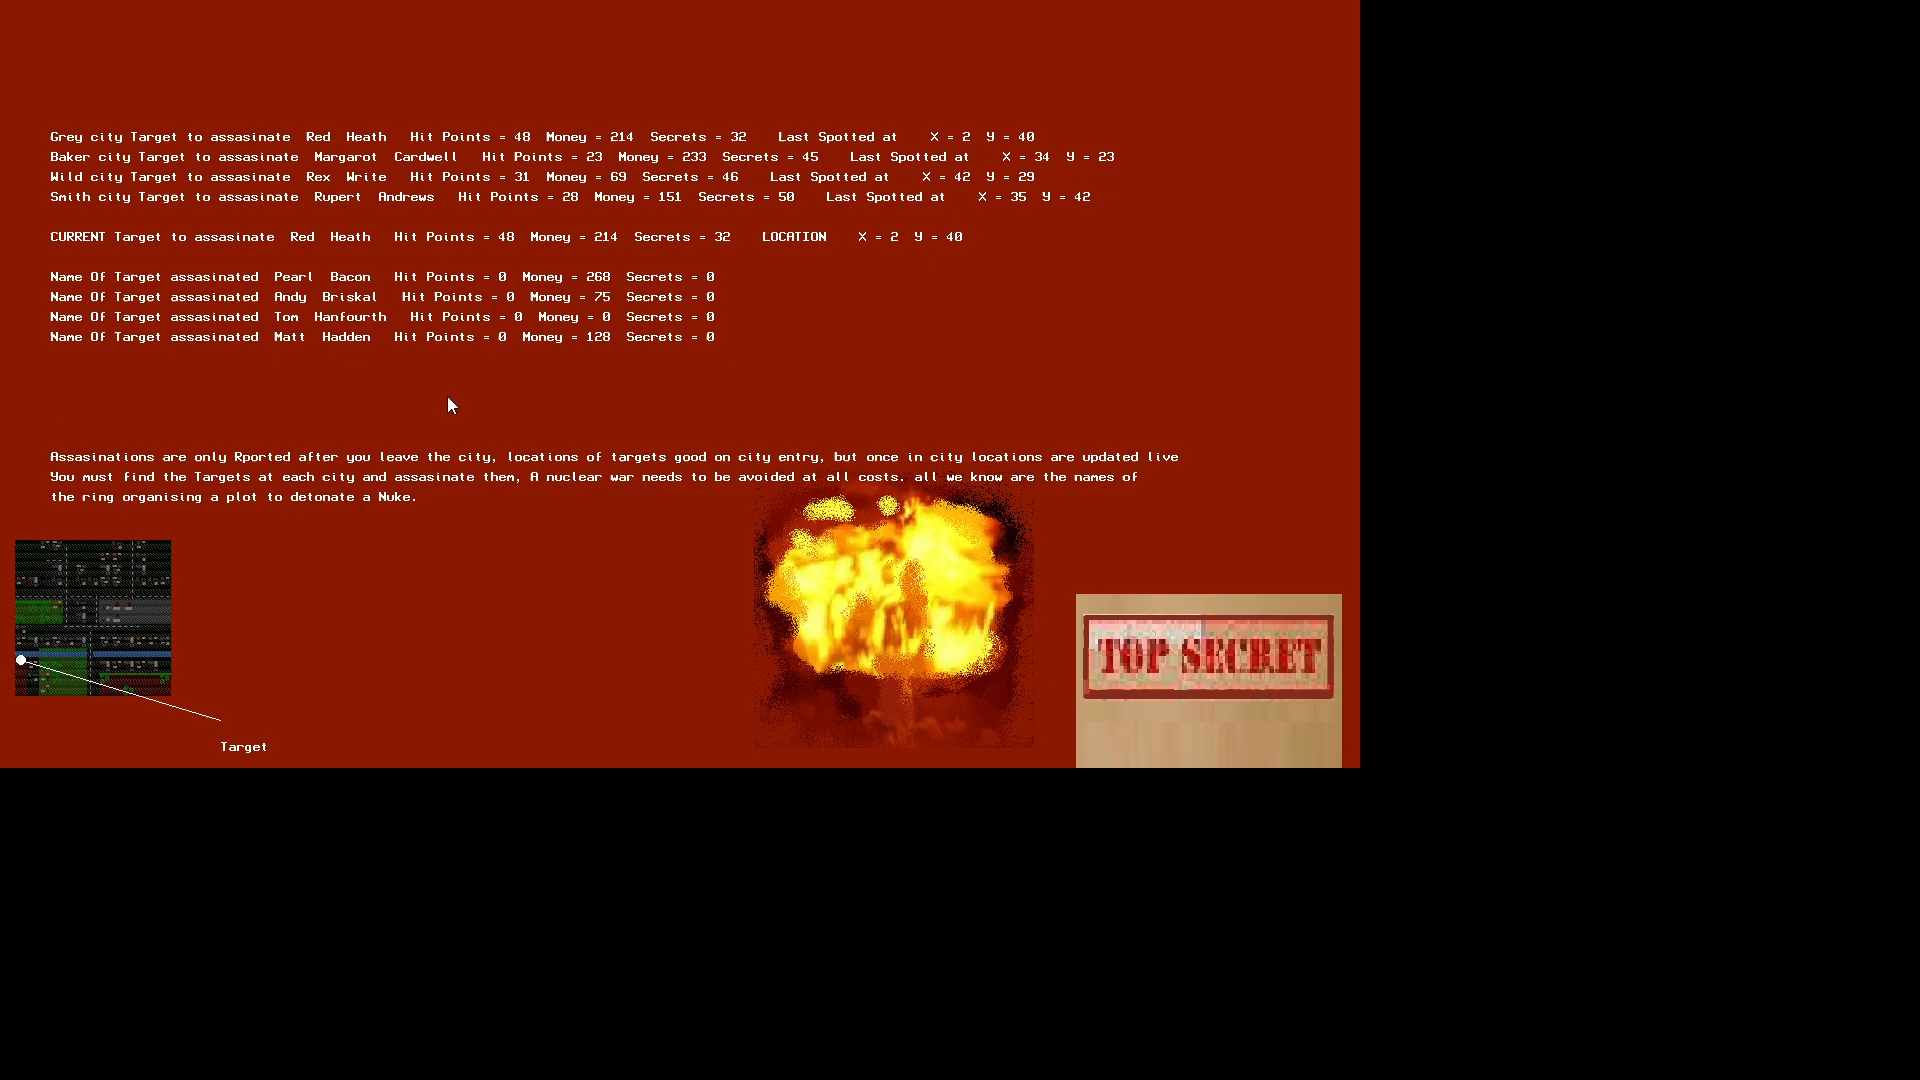 Grey city Target to assasinate  Red  Heath   Hit Points = 48  Money = 214  Secrets = 32    Last Spotted at    X = 2  Y = 40
Baker city Target to assasinate  Margarot  Cardwell   Hit Points = 23  Money = 233  Secrets = 45    Last Spotted at    X = 34  Y = 23
Wild city Target to assasinate  Rex  Write   Hit Points = 31  Money = 69  Secrets = 46    Last Spotted at    X = 42  Y = 29
Smith city Target to assasinate  Rupert  Andrews   Hit Points = 28  Money = 151  Secrets = 50    Last Spotted at    X = 35  Y = 42
CURRENT Target to assasinate  Red  Heath   Hit Points = 48  Money = 214  Secrets = 32    LOCATION    X = 2  Y = 40
Name Of Target assasinated  Pearl  Bacon   Hit Points = 0  Money = 268  Secrets = 0
Name Of Target assasinated  Andy  Briskal   Hit Points = 0  Money = 75  Secrets = 0
Name Of Target assasinated  Tom  Hanfourth   Hit Points = 0  Money = 0  Secrets = 0
Name Of Target assasinated  Matt  Hadden   Hit Points = 0  Money = 128  Secrets = 0
Assasinations are only Rported after you leave the city, locations of targets good on city entry, but once in city locations are updated live
You must find the Targets at each city and assasinate them, A nuclear war needs to be avoided at all costs. all we know are the names of
the ring organising a plot to detonate a Nuke.
TOP SECRET
Target